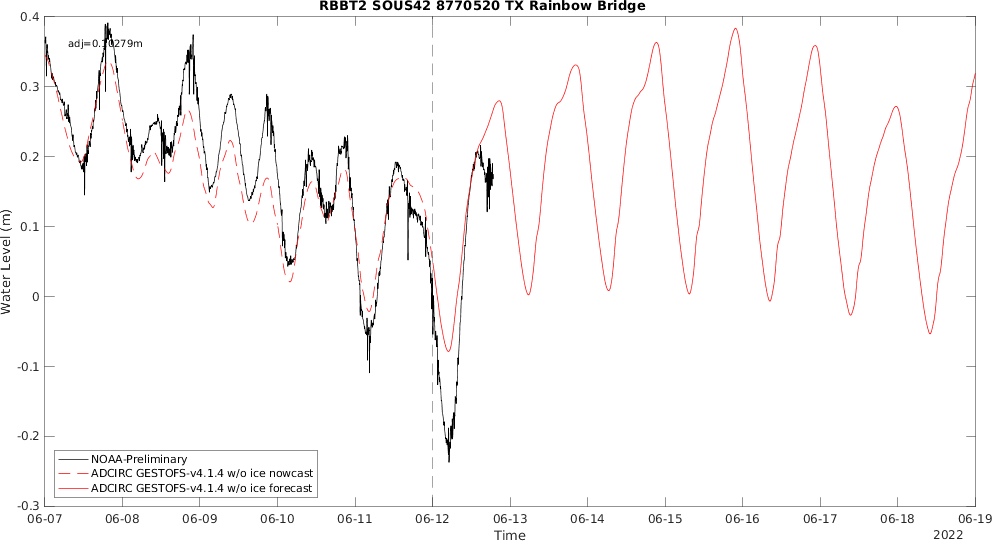 RBBT2 SOUS42 8770520 TX Rainbow Bridge
adj=0.10279m
0.4
0.3
0.2
0.1
0
-0.1
-0.2
-0.3
Water Level (m)
NOAA-Preliminary
ADCIRC GESTOFS-v4.1.4 w/o ice nowcast
ADCIRC GESTOFS-v4.1.4 w/o ice forecast
06-07 06-08 06-09 06-10 06-11 06-12 06-13 06-14 06-15 06-16 06-17 06-18 06-19
Time
2022